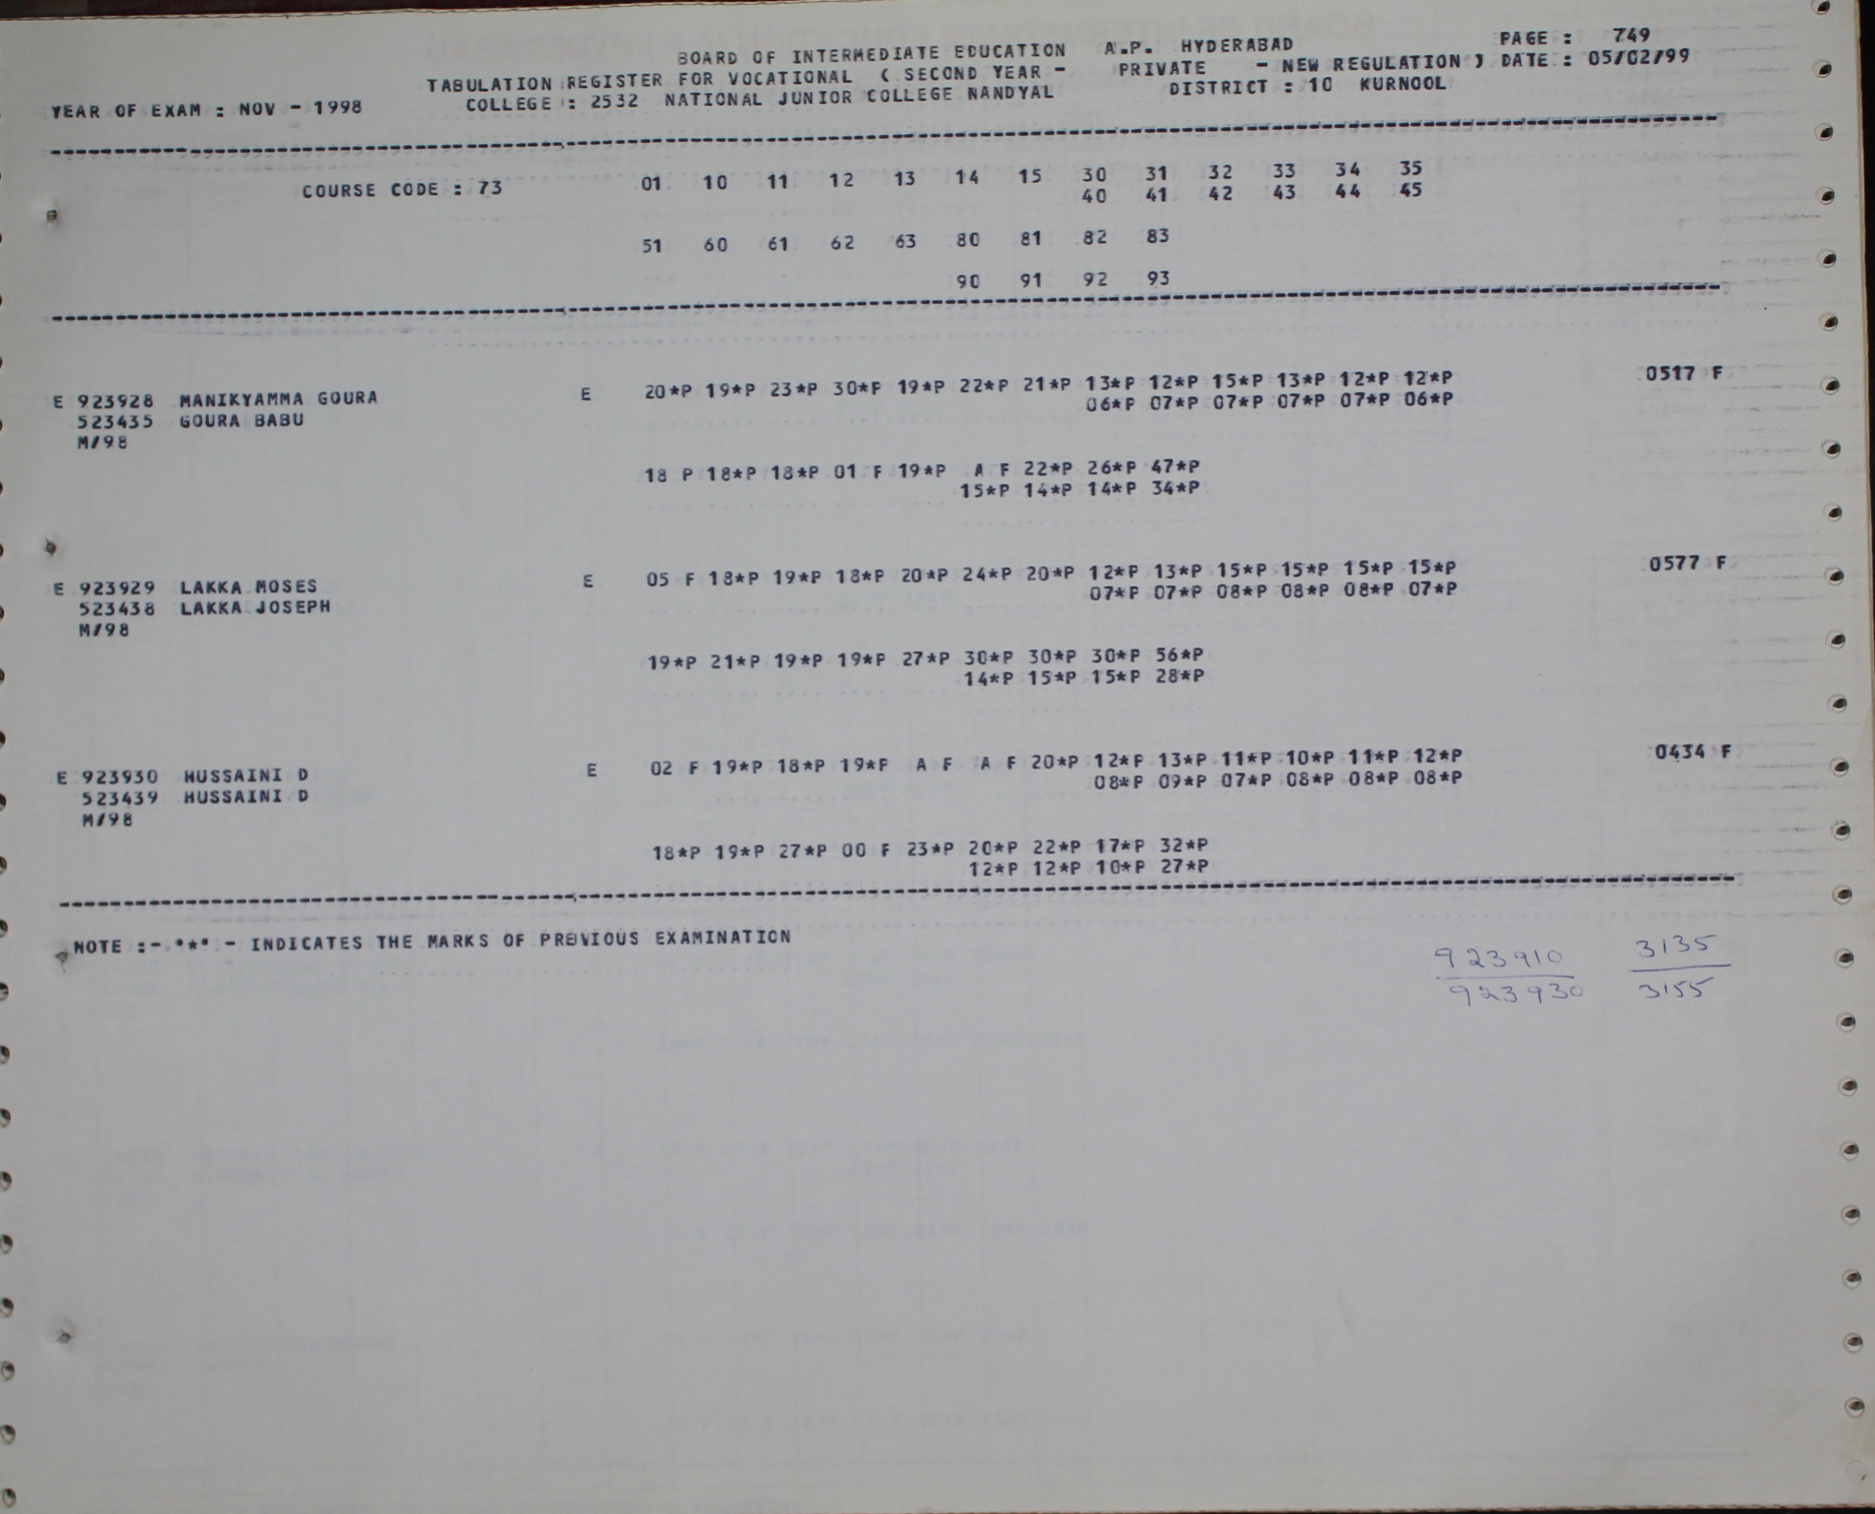 BOARD OF INTERMEDIATE EDUCATION A.P. HYDERABAD PAGE : 749
TABULATION REGISTER FOR VOCATIONAL ( SECOND YEAR - PRIVATE - NEW REGULATION ) DATE : 05/02/99
YEAR OF EXAM : NOV - 1998 COLLEGE : 2532 NATIONAL JUNIOR COLLEGE NANDYAL DISTRICT : 10 KURNOOL
COURSE CODE : 73 01 10 11 12 13 14 15 30 31 32 33 34 35
40 41 42 43 44 45
51 60 61 62 63 80 81 82 83
90 91 92 93
E 923928 MANIKYAMMA GOURA E 20*P 19*P 23*P 30*P 19*P 22*P 21*P 13*P 12*P 15*P 13*P 12*P 12*P 0517 F
523435 GOURA BABU 06*P 07*P 07*P 07*P 07*P 06*P
M/98
18 P 18*P 18*P 01 F 19*P A F 22*P 26*P 47*P
15*P 14*P 14*P 34*P
E 923929 LAKKA MOSES E 05 F 18*P 19*P 18*P 20*P 24*P 20*P 12*P 13*P 15*P 15*P 15*P 15*P 0577 F
523438 LAKKA JOSEPH 07*P 07*P 08*P 08*P 08*P 07*P
M/98
19*P 21*P 19*P 19*P 27*P 30*P 30*P 30*P 56*P
14*P 15*P 15*P 28*P
E 923930 HUSSAINI D E 02 F 19*P 18*P 19*P A F A F 20*P 12*P 13*P 11*P 10*P 11*P 12*P 0434 F
523439 HUSSAINI D 08*P 09*P 07*P 08*P 08*P 08*P
M/98
18*P 19*P 27*P 00 F 23*P 20*P 22*P 17*P 32*P
12*P 12*P 10*P 27*P
NOTE :- "*" - INDICATES THE MARKS OF PREVIOUS EXAMINATION
923910 3135
923930 3155